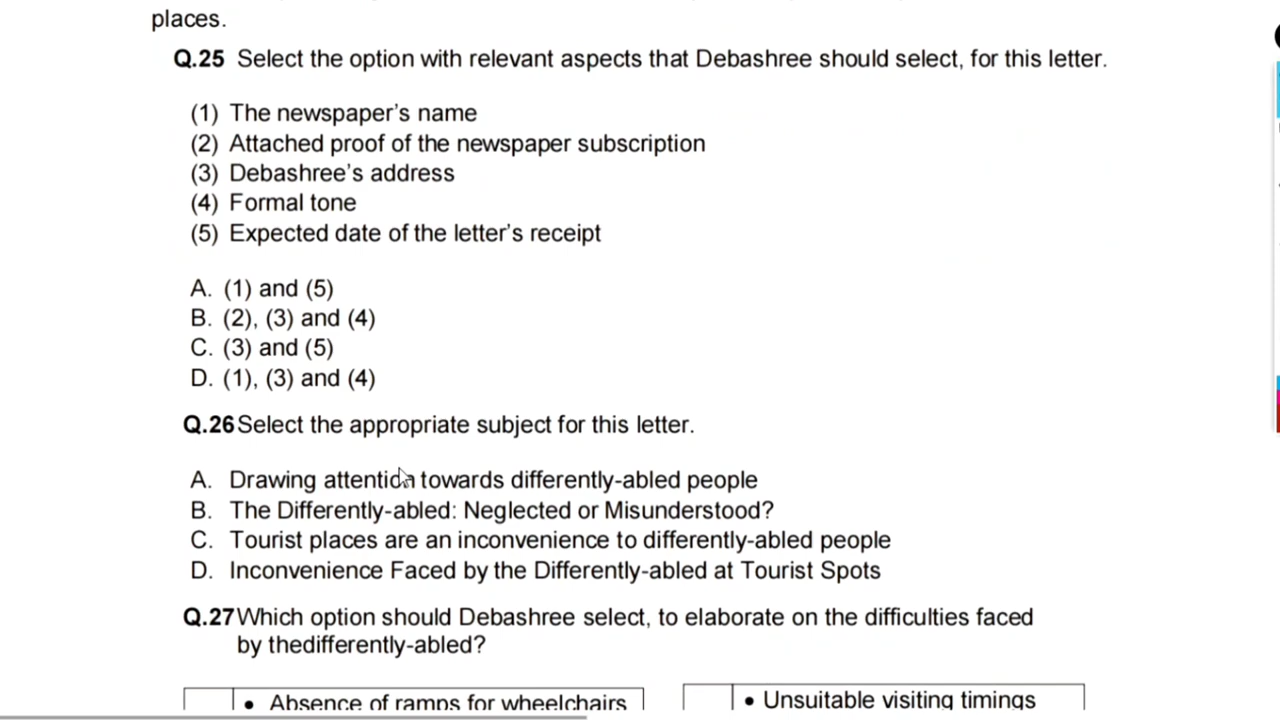 places.
Q.25 Select the option with relevant aspects that Debashree should select, for this letter.
(1) The newspaper's name
(2) Attached proof of the newspaper subscription
(3) Debashree's address
(4) Formal tone
(5) Expected date of the letter's receipt
A. (1) and (5)
B. (2), (3) and (4)
C. (3) and (5)
D. (1), (3) and (4)
Q.26 Select the appropriate subject for this letter.
A. Drawing attention towards differently-abled people
B. The Differently-abled: Neglected or Misunderstood?
C. Tourist places are an inconvenience to differently-abled people
D. Inconvenience Faced by the Differently-abled at Tourist Spots
Q.27 Which option should Debashree select, to elaborate on the difficulties faced
by thedifferently-abled?
• Absence of ramps for wheelchairs
• Unsuitable visiting timings